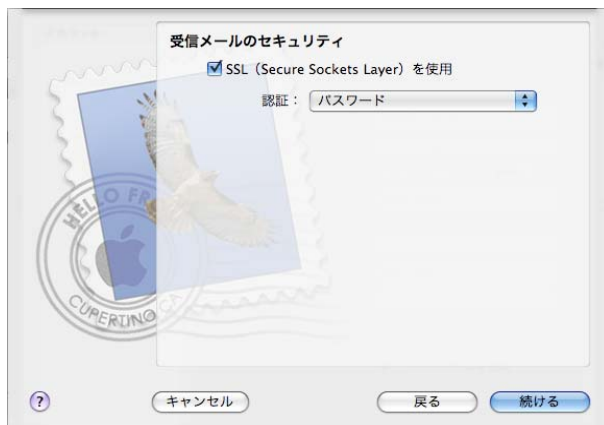 受信メールのセキュリティ
SSL（Secure Sockets Layer）を使用
認証： パスワード
HELLO FR
CUPERTINO CA
?
キャンセル
戻る
続ける